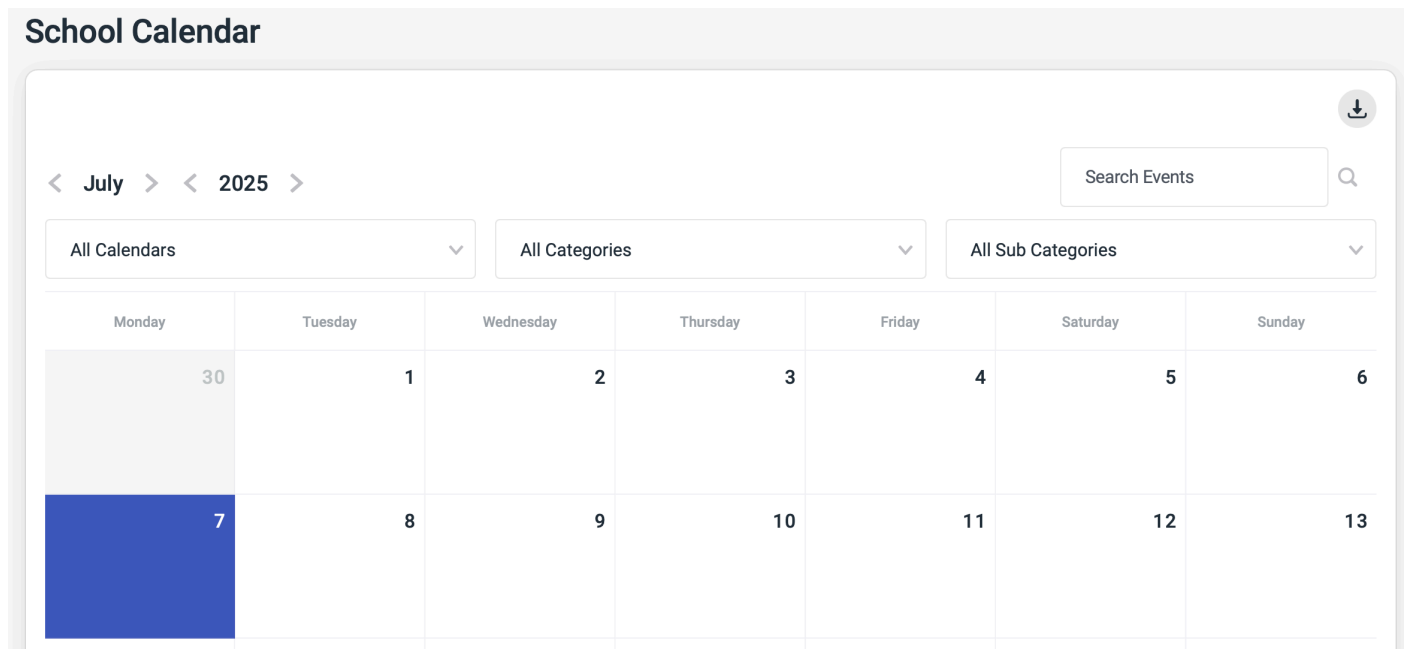 School Calendar
July 2025
Search Events
All Calendars All Categories All Sub Categories
Monday Tuesday Wednesday Thursday Friday Saturday Sunday
30 1 2 3 4 5 6
7 8 9 10 11 12 13